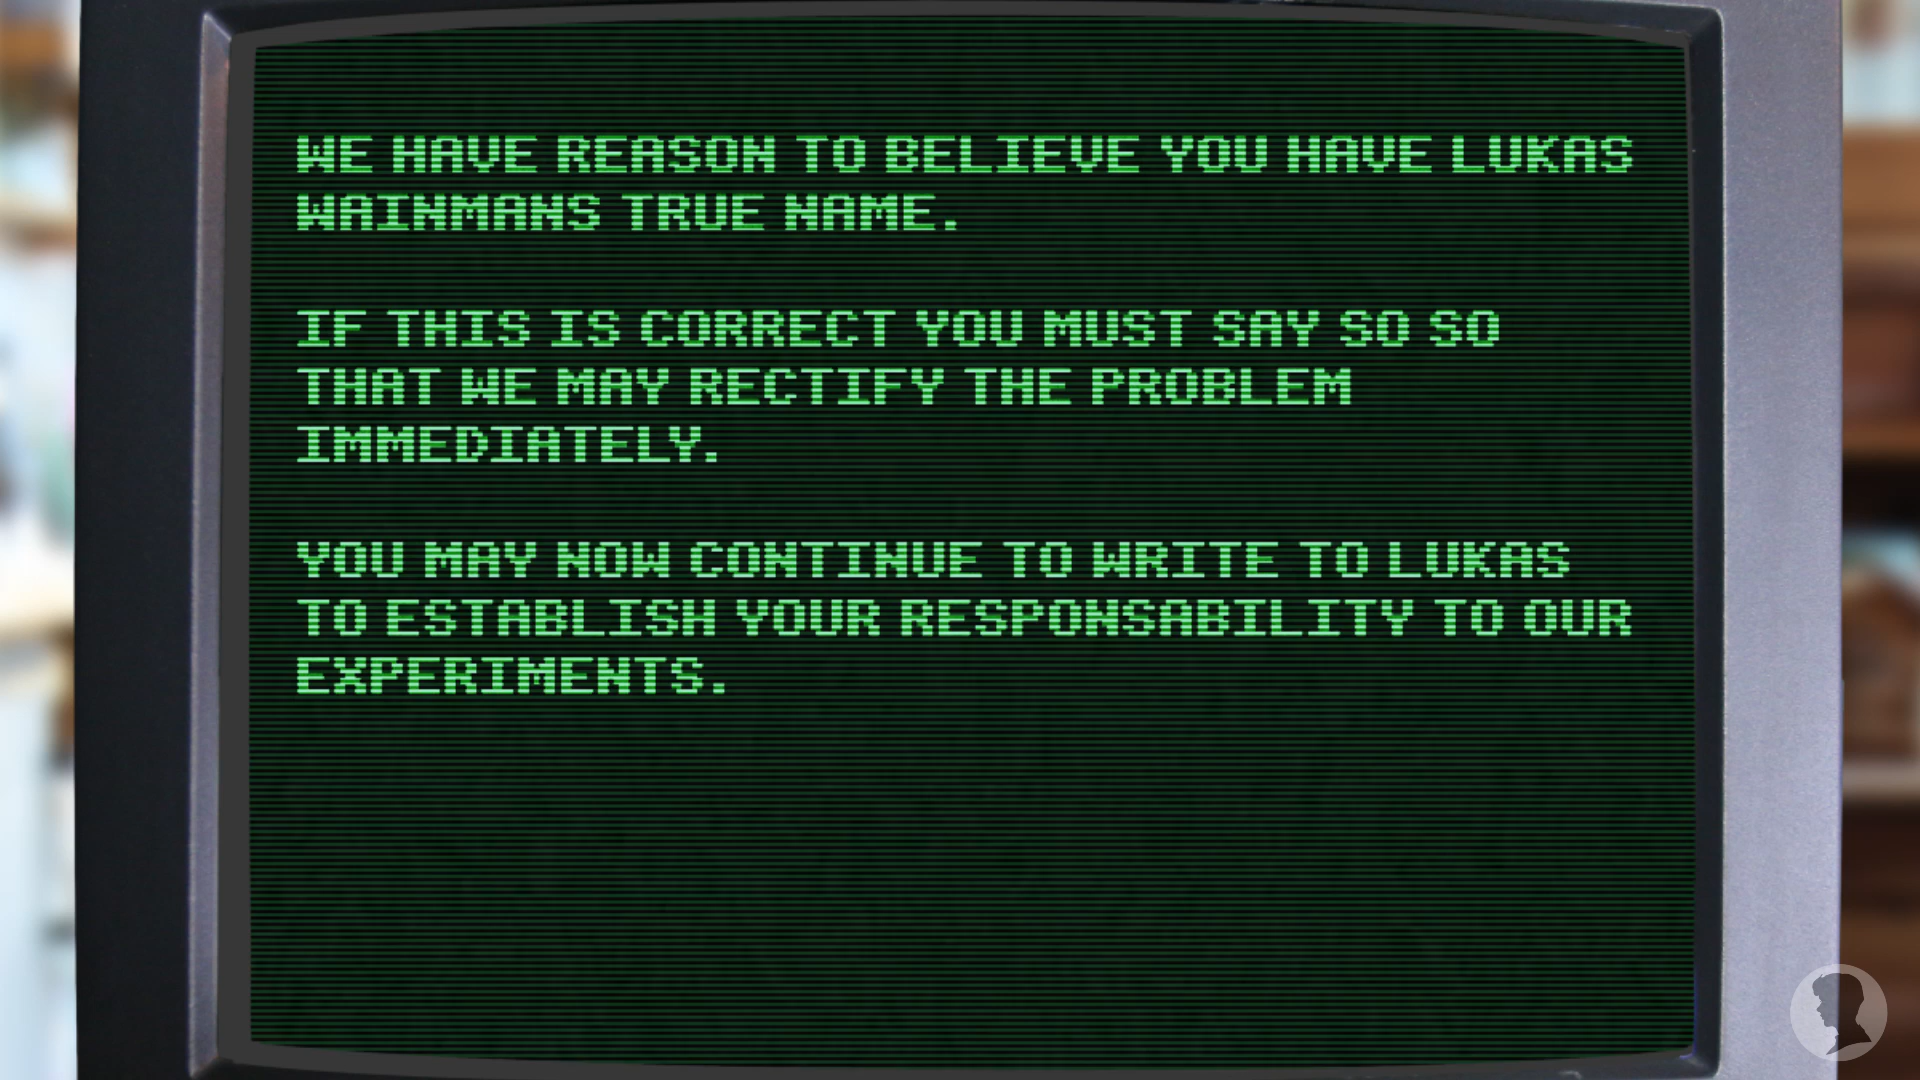 WE HAVE REASON TO BELIEVE YOU HAVE LUKAS
WAINMANS TRUE NAME.
IF THIS IS CORRECT YOU MUST SAY SO SO
THAT WE MAY RECTIFY THE PROBLEM
IMMEDIATELY.
YOU MAY NOW CONTINUE TO WRITE TO LUKAS
TO ESTABLISH YOUR RESPONSABILITY TO OUR
EXPERIMENTS.